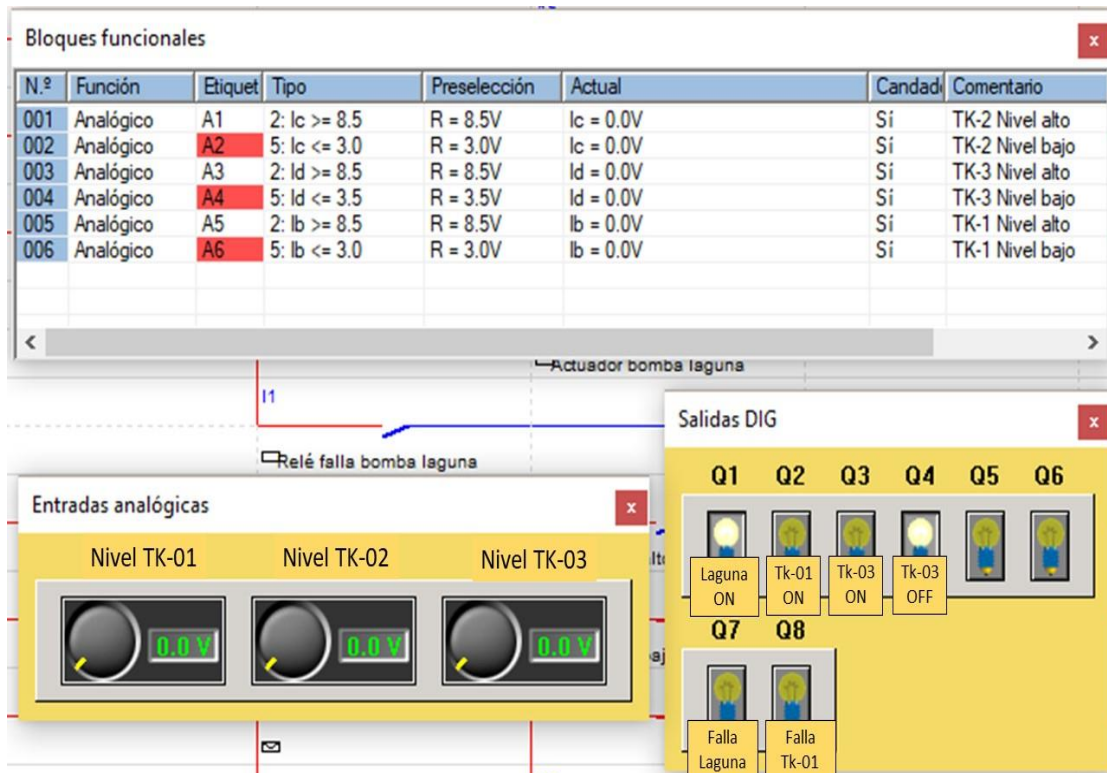 Bloques funcionales
x
N.º Función Etiquet Tipo Preselección Actual Candad Comentario
001 Analógico A1 2: Ic >= 8.5 R = 8.5V Ic = 0.0V Sí TK-2 Nivel alto
002 Analógico A2 5: Ic <= 3.0 R = 3.0V Ic = 0.0V Sí TK-2 Nivel bajo
003 Analógico A3 2: Id >= 8.5 R = 8.5V Id = 0.0V Sí TK-3 Nivel alto
004 Analógico A4 5: Id <= 3.5 R = 3.5V Id = 0.0V Sí TK-3 Nivel bajo
005 Analógico A5 2: Ib >= 8.5 R = 8.5V Ib = 0.0V Sí TK-1 Nivel alto
006 Analógico A6 5: Ib <= 3.0 R = 3.0V Ib = 0.0V Sí TK-1 Nivel bajo
Actuador bomba laguna
I1
Relé falla bomba laguna
Entradas analógicas
x
Nivel TK-01 Nivel TK-02 Nivel TK-03
0.0 V 0.0 V 0.0 V
Salidas DIG
x
Q1 Q2 Q3 Q4 Q5 Q6
Laguna Tk-01 Tk-03 Tk-03
ON ON ON OFF
Q7 Q8
Falla Falla
Laguna Tk-01